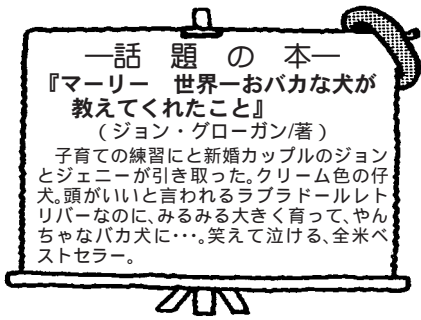 ―話 題 の 本―
『マーリー 世界一おバカな犬が
教えてくれたこと』
(ジョン・グローガン/著)
子育ての練習にと新婚カップルのジョン
とジェニーが引き取った。クリーム色の仔
犬。頭がいいと言われるラブラドールレト
リバーなのに、みるみる大きく育って、やん
ちゃなバカ犬に・・・。笑えて泣ける、全米ベ
ストセラー。